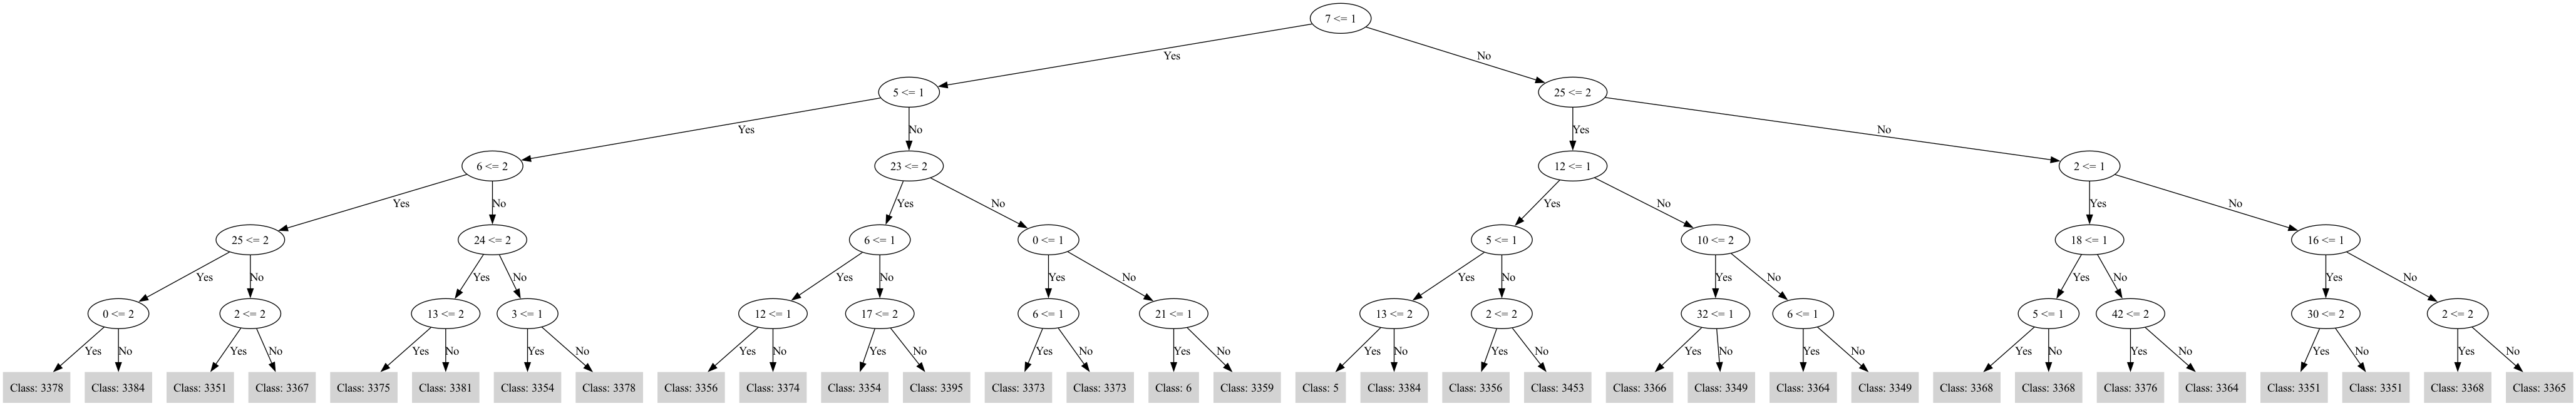 7 <= 1
Yes
No
5 <= 1
25 <= 2
Yes
No
Yes
No
6 <= 2
23 <= 2
12 <= 1
2 <= 1
Yes
No
Yes
No
Yes
No
Yes
No
25 <= 2
24 <= 2
6 <= 1
0 <= 1
5 <= 1
10 <= 2
18 <= 1
16 <= 1
Yes
No
Yes
No
Yes
No
Yes
No
Yes
No
Yes
No
Yes
No
Yes
No
0 <= 2
2 <= 2
13 <= 2
3 <= 1
12 <= 1
17 <= 2
6 <= 1
21 <= 1
13 <= 2
2 <= 2
32 <= 1
6 <= 1
5 <= 1
42 <= 2
30 <= 2
2 <= 2
Yes
No
Yes
No
Yes
No
Yes
No
Yes
No
Yes
No
Yes
No
Yes
No
Yes
No
Yes
No
Yes
No
Yes
No
Yes
No
Yes
No
Yes
No
Yes
No
Class: 3378
Class: 3384
Class: 3351
Class: 3367
Class: 3375
Class: 3381
Class: 3354
Class: 3378
Class: 3356
Class: 3374
Class: 3354
Class: 3395
Class: 3373
Class: 3373
Class: 6
Class: 3359
Class: 5
Class: 3384
Class: 3356
Class: 3453
Class: 3366
Class: 3349
Class: 3364
Class: 3349
Class: 3368
Class: 3368
Class: 3376
Class: 3364
Class: 3351
Class: 3351
Class: 3368
Class: 3365